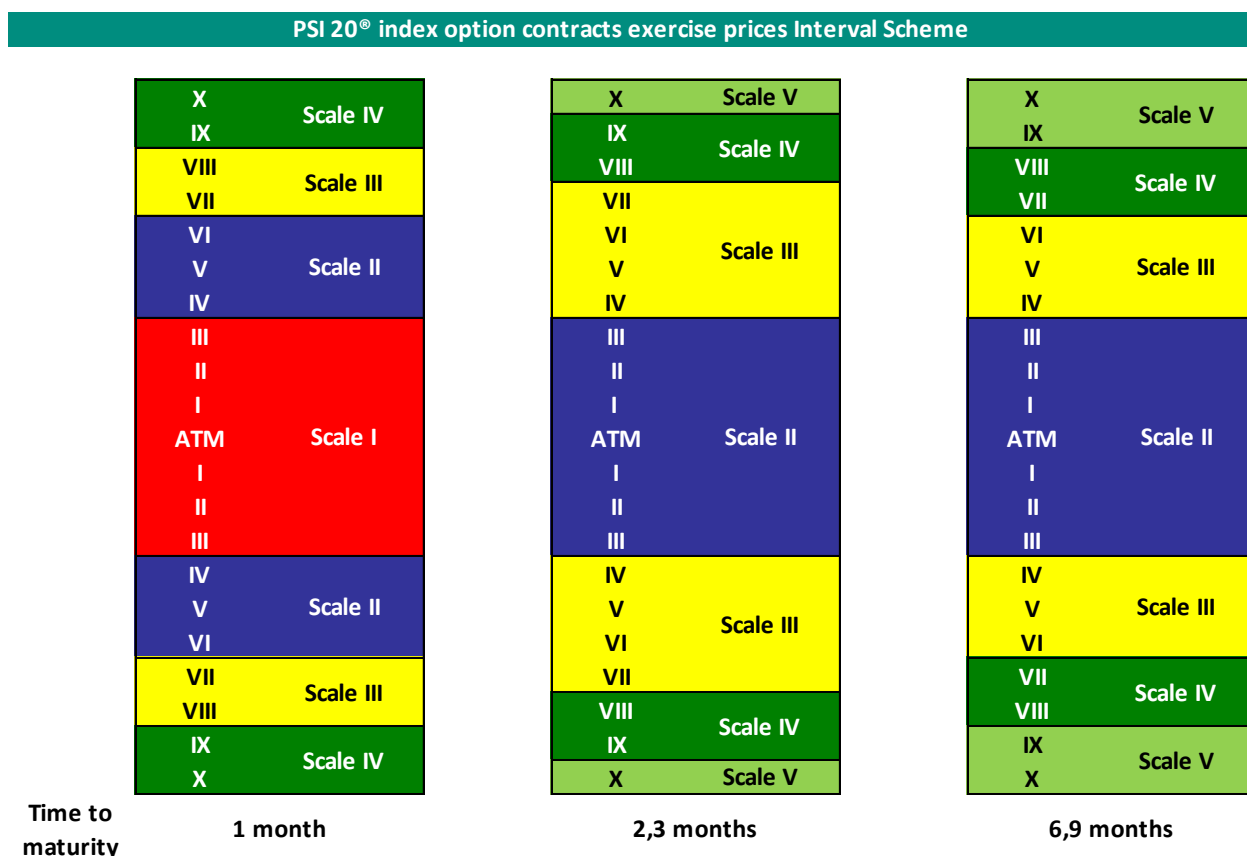 PSI 20® index option contracts exercise prices Interval Scheme
X
IX
Scale IV
VIII
VII
Scale III
VI
V
IV
Scale II
III
II
I
ATM
I
II
III
Scale I
IV
V
VI
Scale II
VII
VIII
Scale III
IX
X
Scale IV
X
Scale V
IX
VIII
Scale IV
VII
VI
V
IV
Scale III
III
II
I
ATM
I
II
III
Scale II
IV
V
VI
VII
Scale III
VIII
IX
Scale IV
X
Scale V
X
IX
Scale V
VIII
VII
Scale IV
VI
V
IV
Scale III
III
II
I
ATM
I
II
III
Scale II
IV
V
VI
Scale III
VII
VIII
Scale IV
IX
X
Scale V
Time to
maturity
1 month
2,3 months
6,9 months